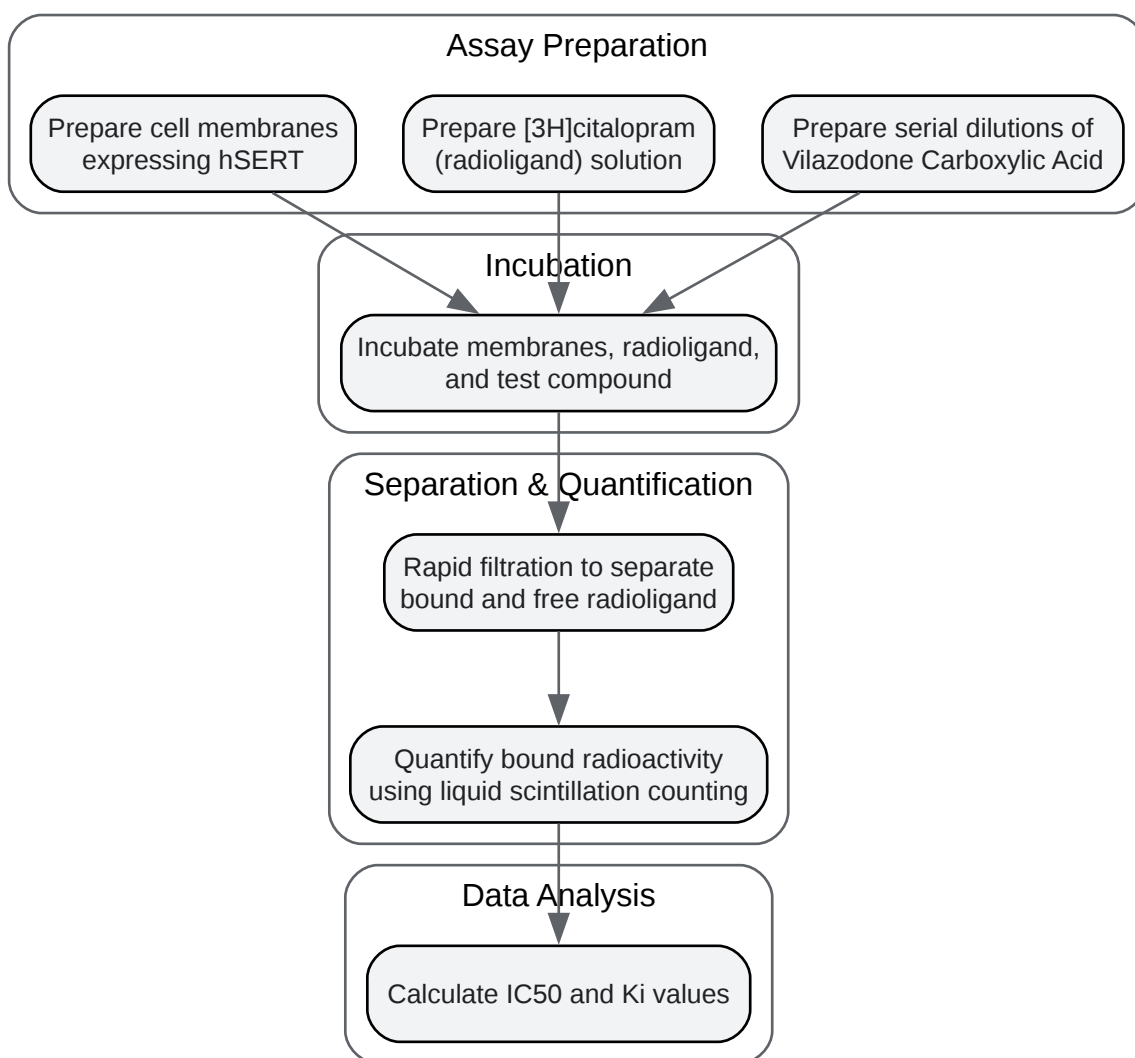 Assay Preparation
Prepare cell membranes
expressing hSERT
Prepare [3H]citalopram
(radioligand) solution
Prepare serial dilutions of
Vilazodone Carboxylic Acid
Incubation
Incubate membranes, radioligand,
and test compound
Separation & Quantification
Rapid filtration to separate
bound and free radioligand
Quantify bound radioactivity
using liquid scintillation counting
Data Analysis
Calculate IC50 and Ki values